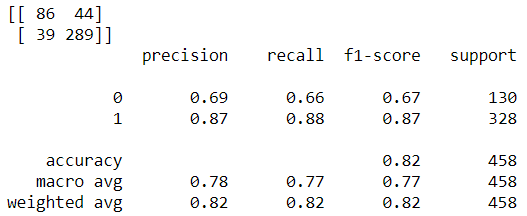 [[ 86  44]
 [ 39 289]]
              precision    recall  f1-score   support

           0       0.69      0.66      0.67       130
           1       0.87      0.88      0.87       328

    accuracy                           0.82       458
   macro avg       0.78      0.77      0.77       458
weighted avg       0.82      0.82      0.82       458